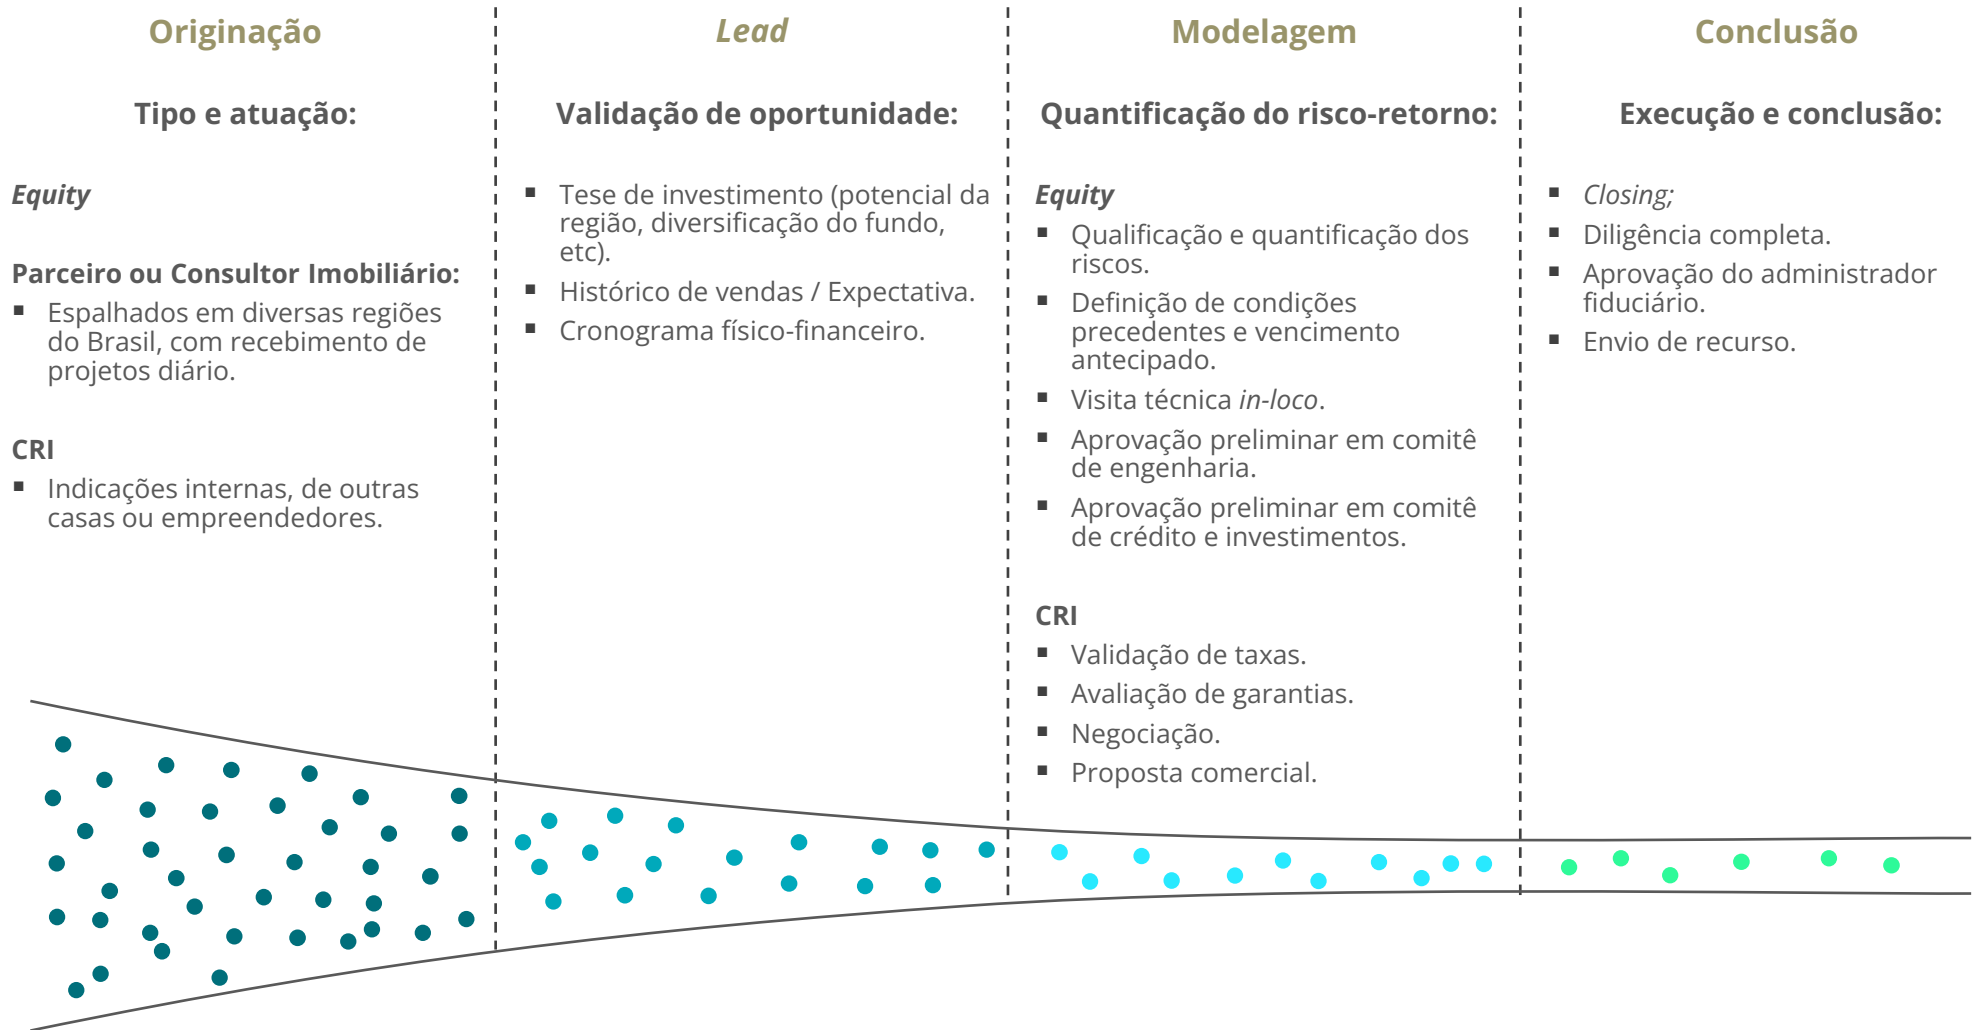 Originação
Tipo e atuação:
Equity
Parceiro ou Consultor Imobiliário:
▪ Espalhados em diversas regiões
do Brasil, com recebimento de
projetos diário.
CRI
▪ Indicações internas, de outras
casas ou empreendedores.
Lead
Validação de oportunidade:
▪ Tese de investimento (potencial da
região, diversificação do fundo,
etc).
▪ Histórico de vendas / Expectativa.
▪ Cronograma físico-financeiro.
Modelagem
Quantificação do risco-retorno:
Equity
▪ Qualificação e quantificação dos
riscos.
▪ Definição de condições
precedentes e vencimento
antecipado.
▪ Visita técnica in-loco.
▪ Aprovação preliminar em comitê
de engenharia.
▪ Aprovação preliminar em comitê
de crédito e investimentos.
CRI
▪ Validação de taxas.
▪ Avaliação de garantias.
▪ Negociação.
▪ Proposta comercial.
Conclusão
Execução e conclusão:
▪ Closing;
▪ Diligência completa.
▪ Aprovação do administrador
fiduciário.
▪ Envio de recurso.